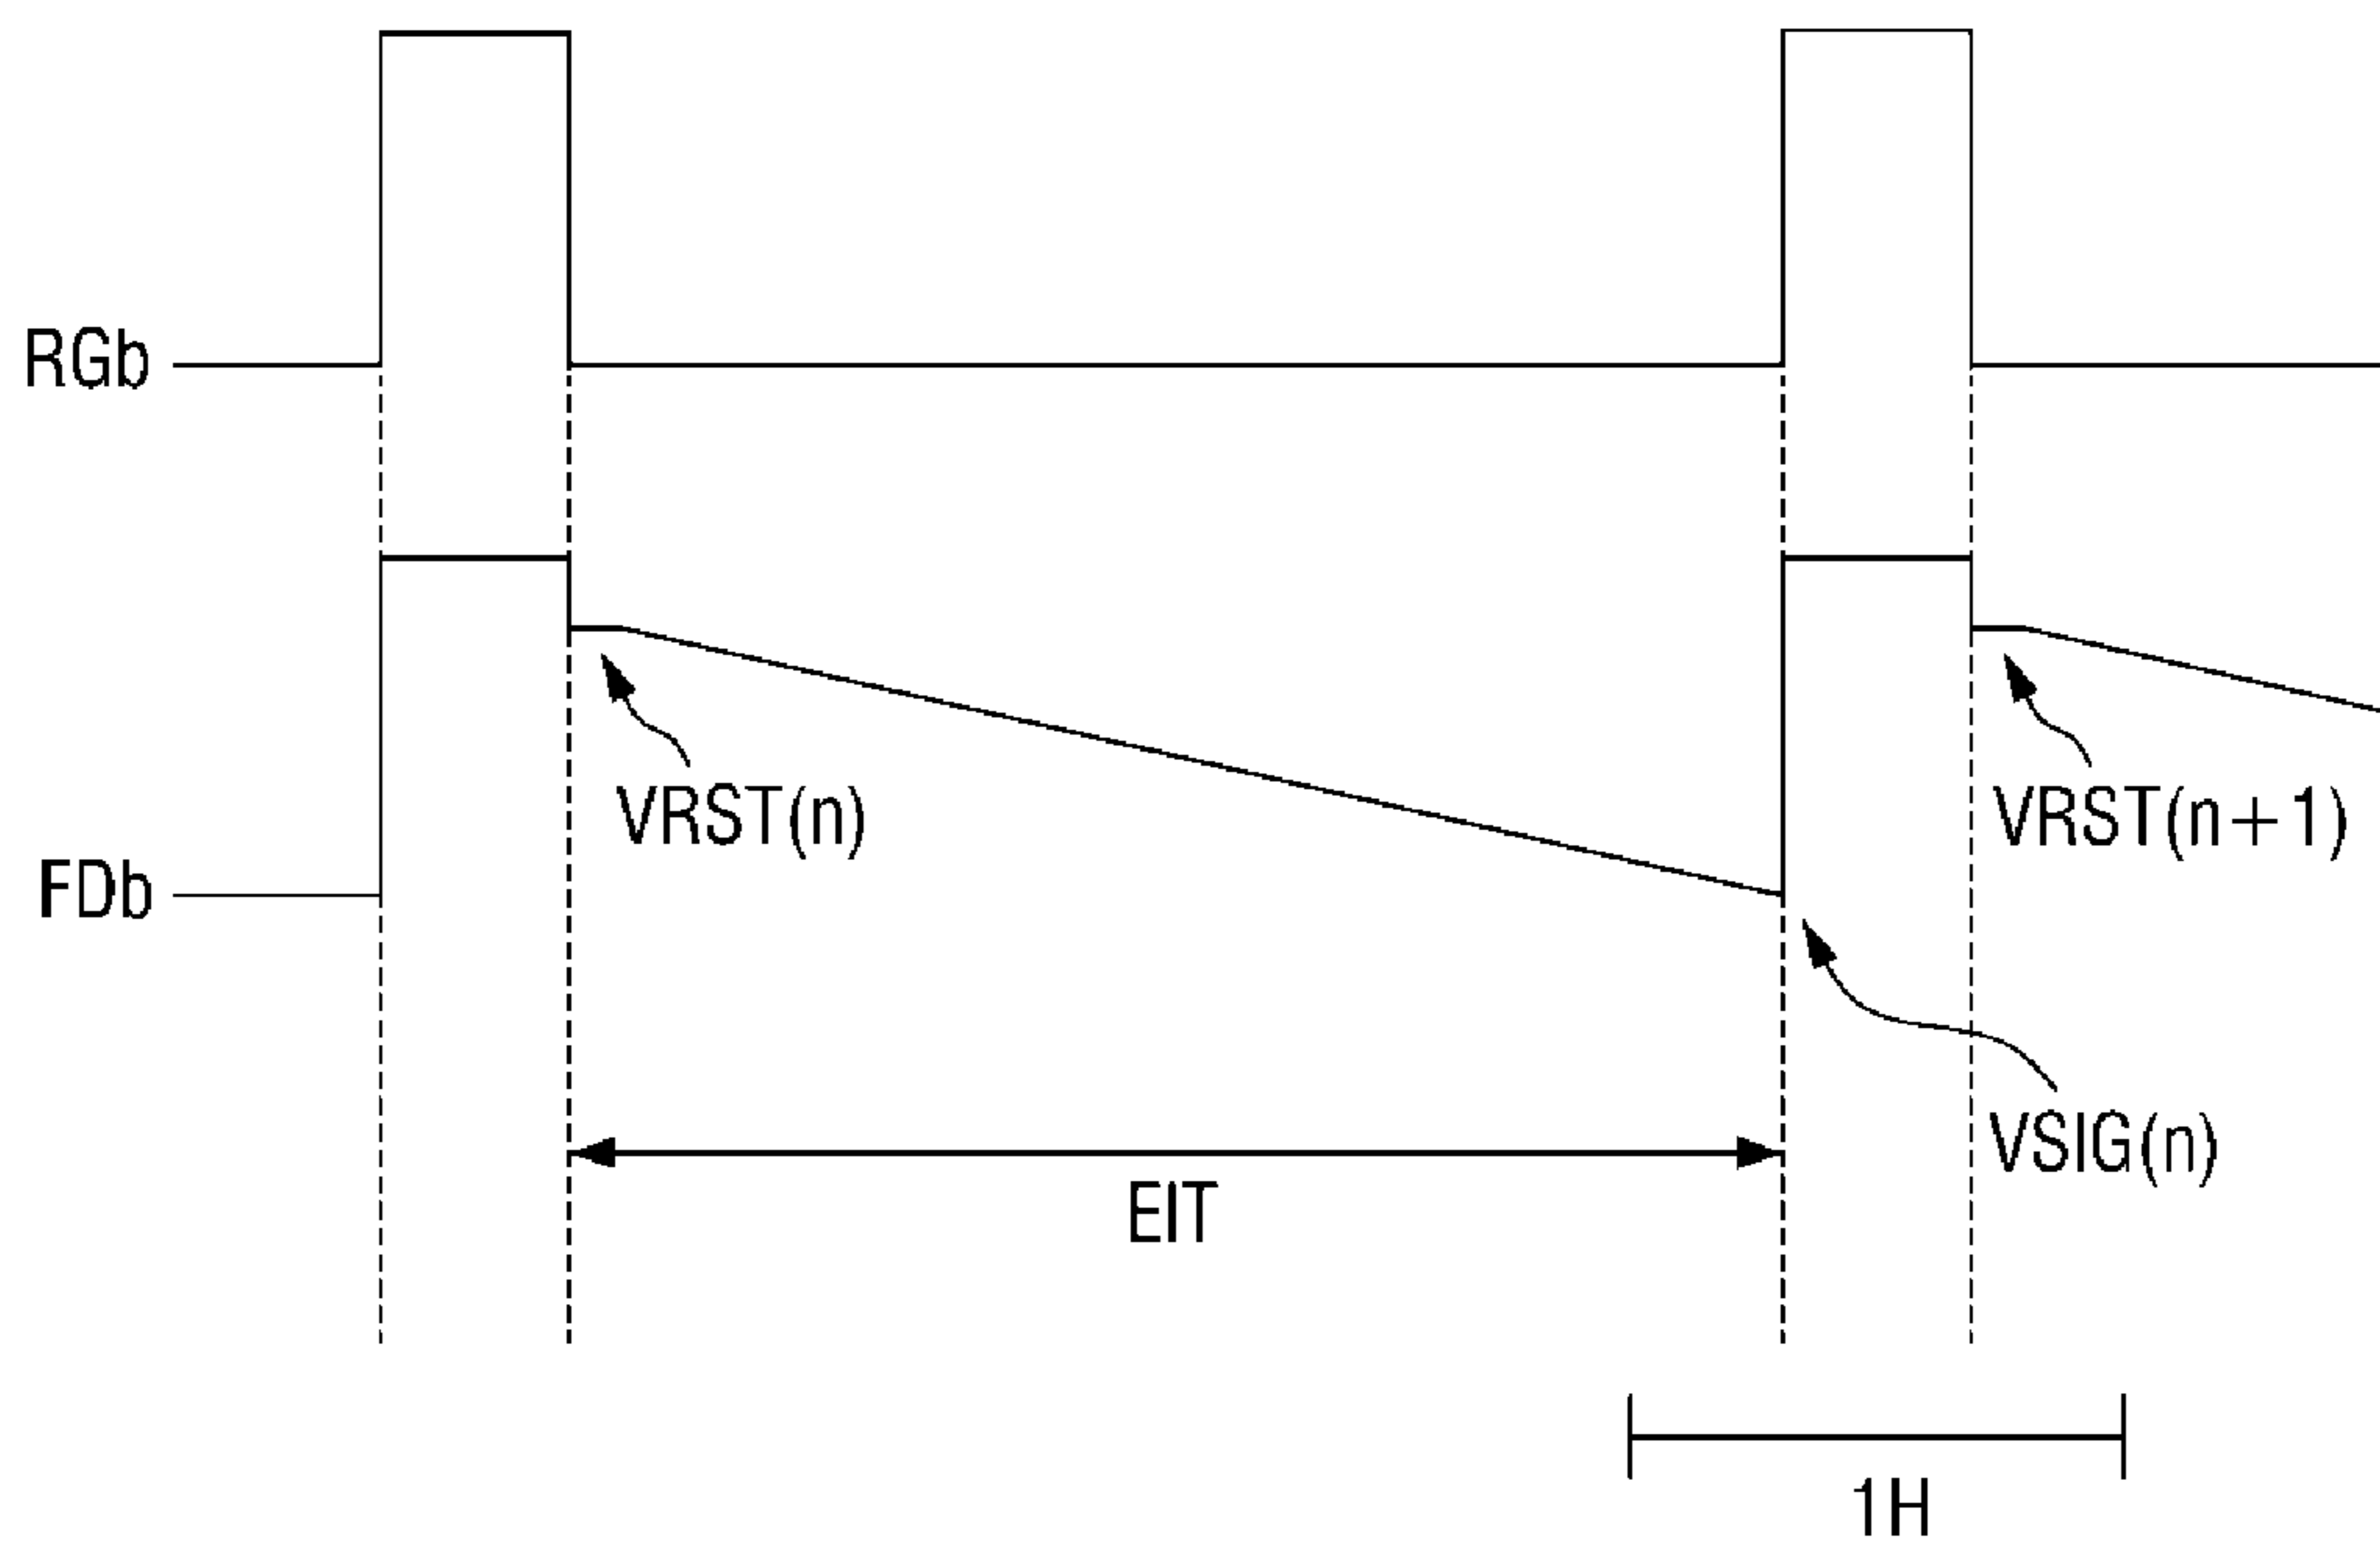 RGb
VRST(n)
VRST(n+1)
FDb
VSIG(n)
EIT
1H